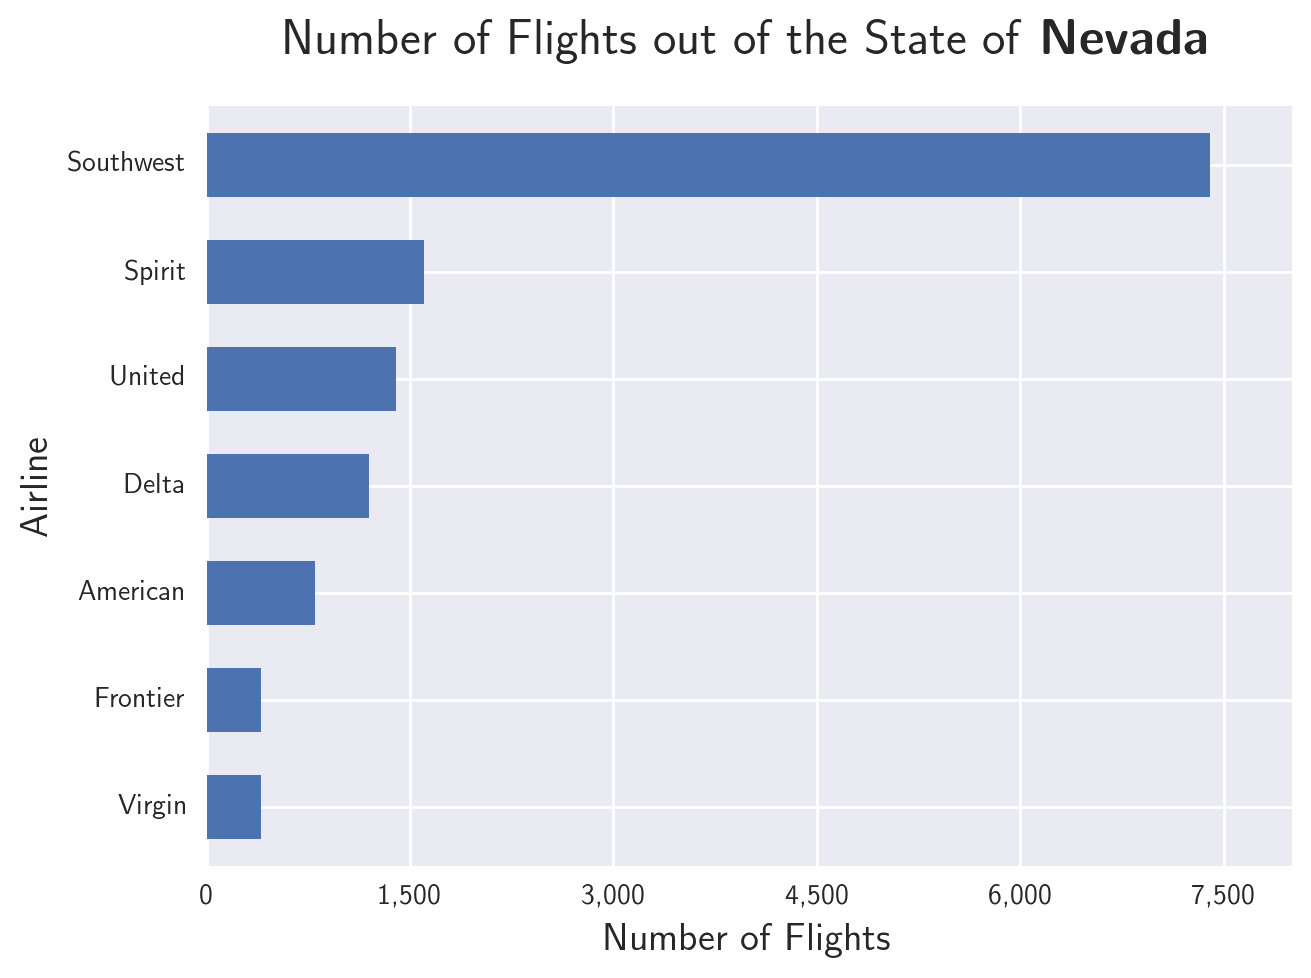 Number of Flights out of the State of Nevada
Southwest
Spirit
United
Delta
American
Frontier
Virgin
Airline
0 1,500 3,000 4,500 6,000 7,500
Number of Flights